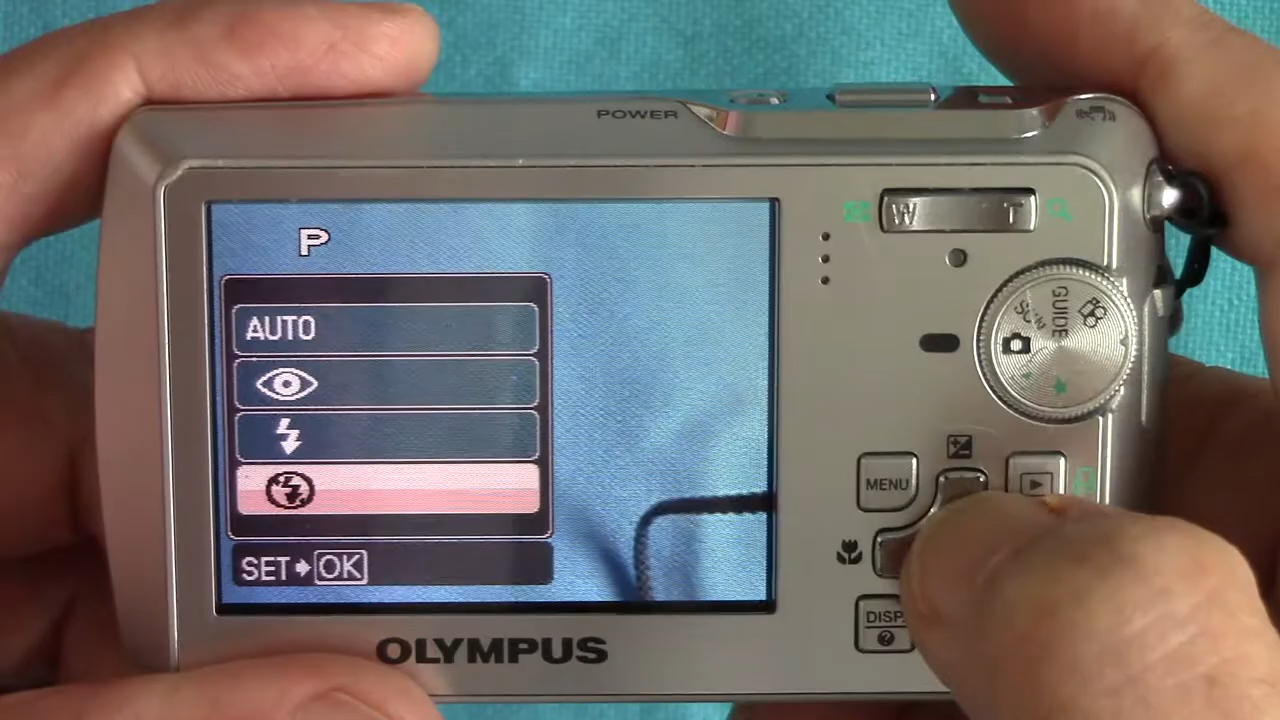 POWER
P
W T
AUTO
SCN
GUIDE
MENU
SET OK
DISP.
OLYMPUS